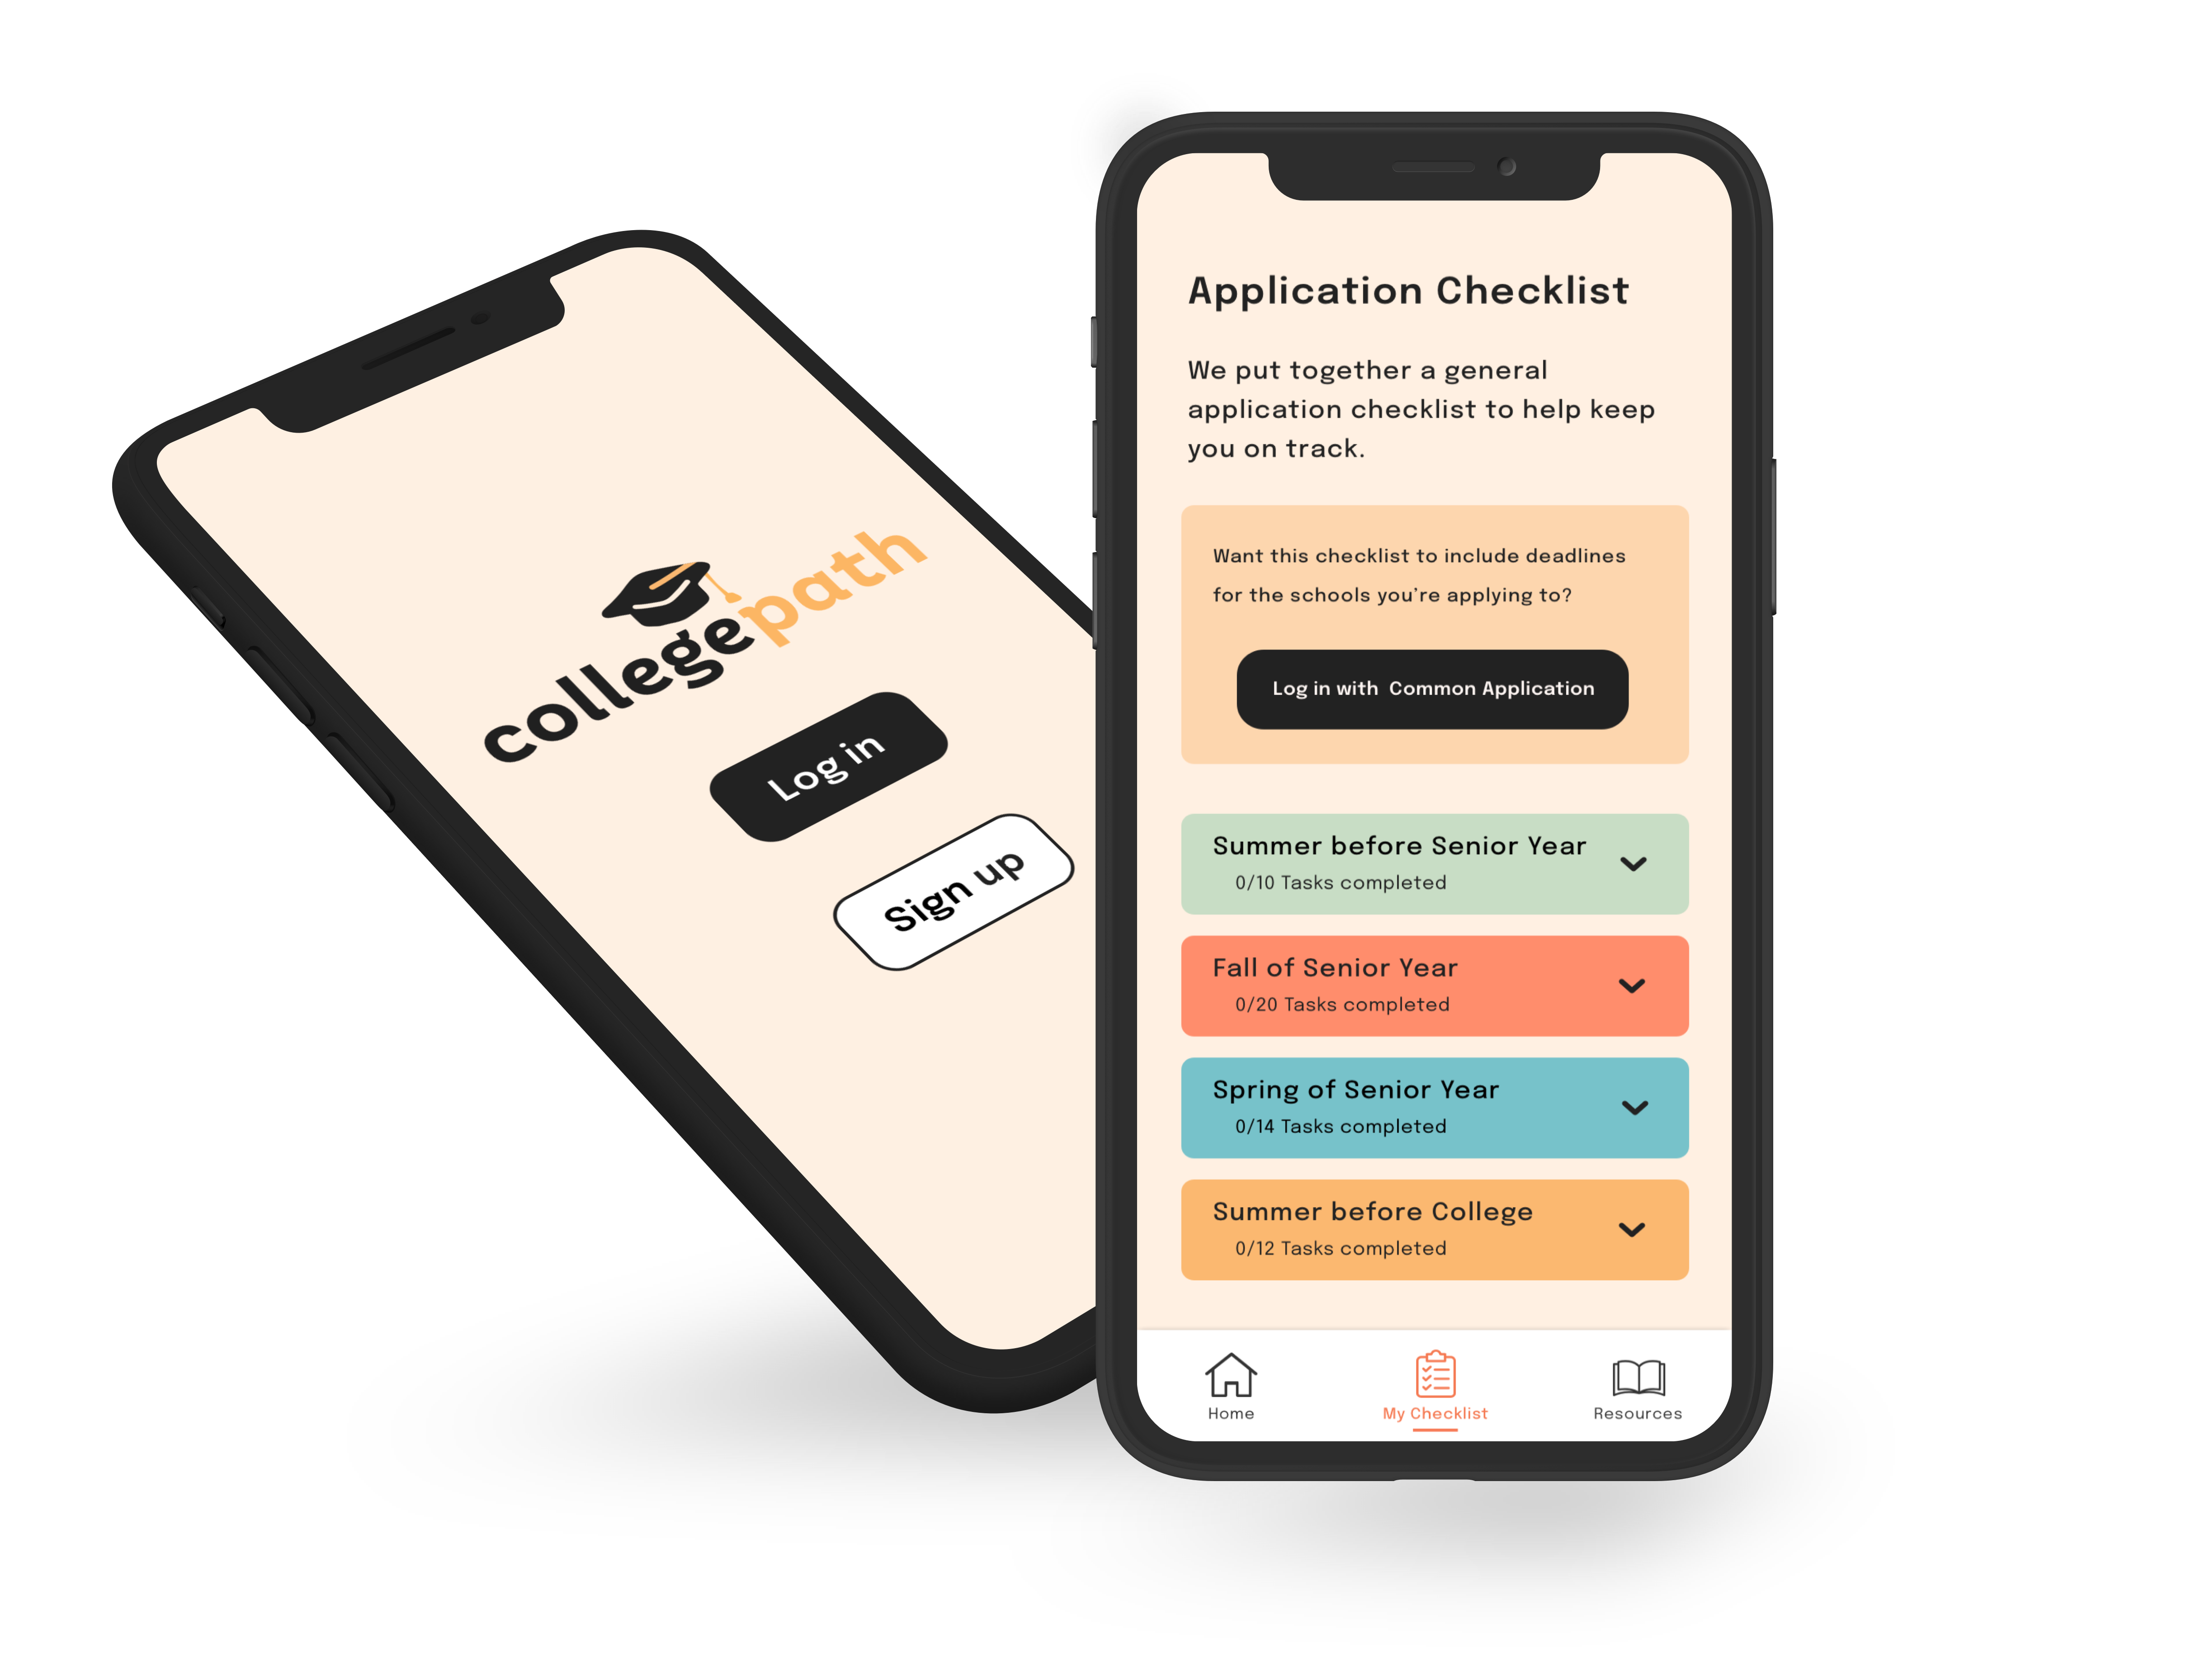 collegepath
Log in
Sign up
Application Checklist
We put together a general
application checklist to help keep
you on track.
Want this checklist to include deadlines
for the schools you’re applying to?
Log in with Common Application
Summer before Senior Year
0/10 Tasks completed
Fall of Senior Year
0/20 Tasks completed
Spring of Senior Year
0/14 Tasks completed
Summer before College
0/12 Tasks completed
Home
My Checklist
Resources